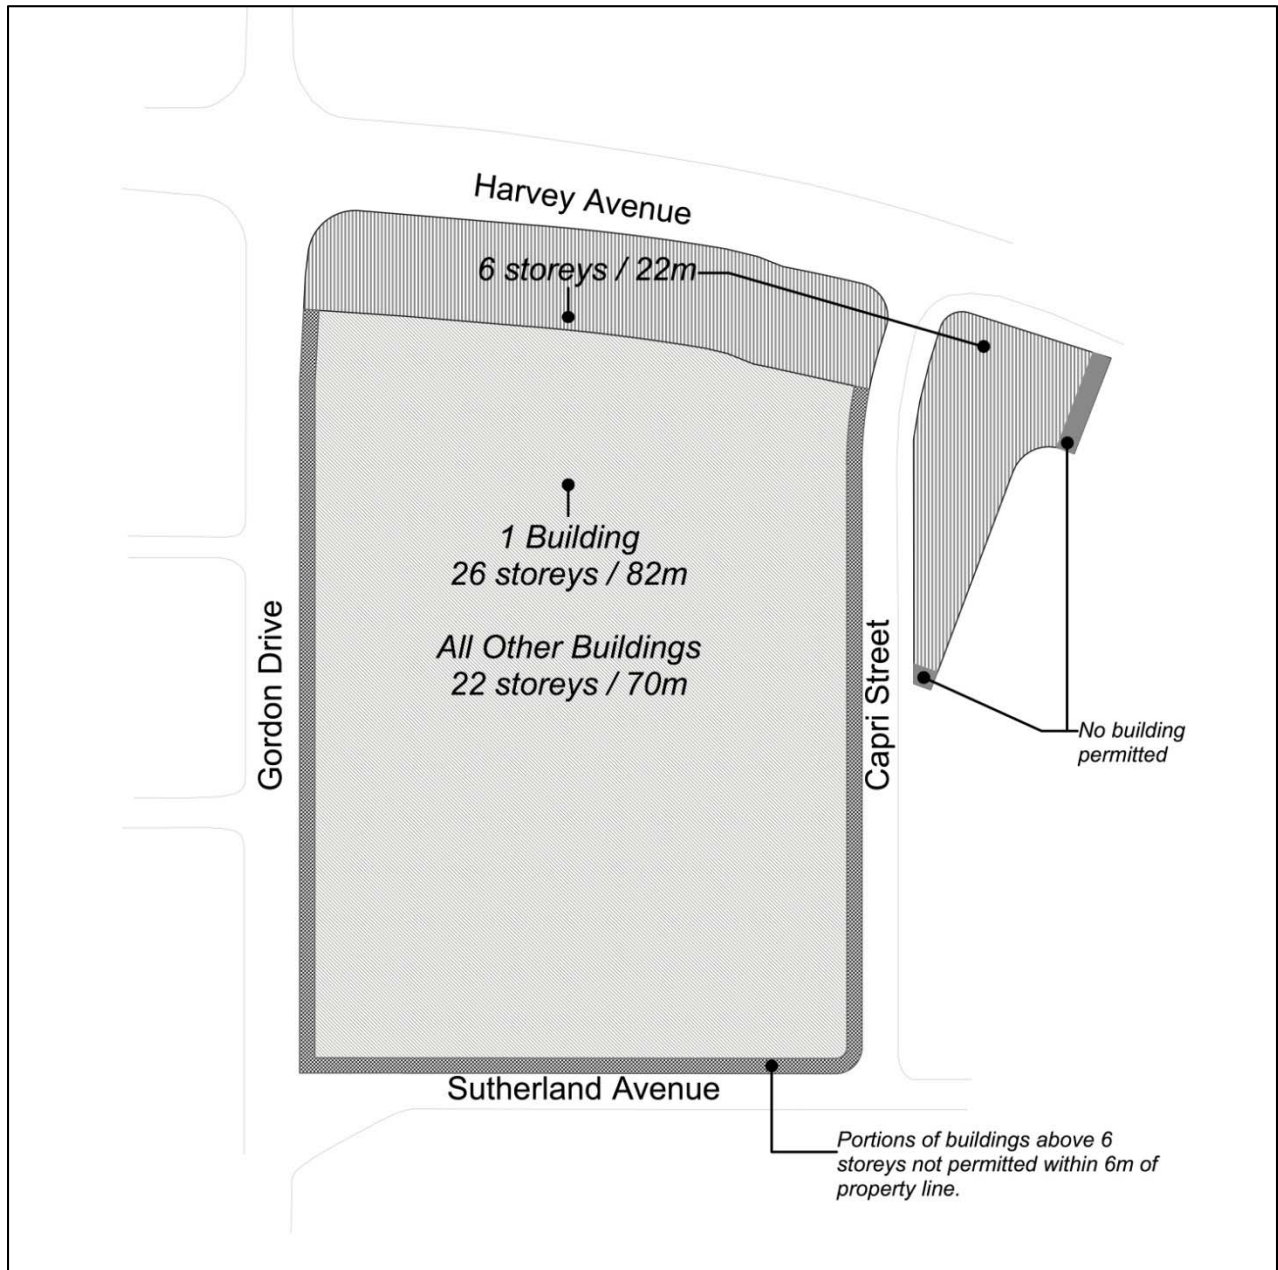 Harvey Avenue
6 storeys / 22m
1 Building
26 storeys / 82m
All Other Buildings
22 storeys / 70m
Gordon Drive
Capri Street
No building
permitted
Sutherland Avenue
Portions of buildings above 6
storeys not permitted within 6m of
property line.